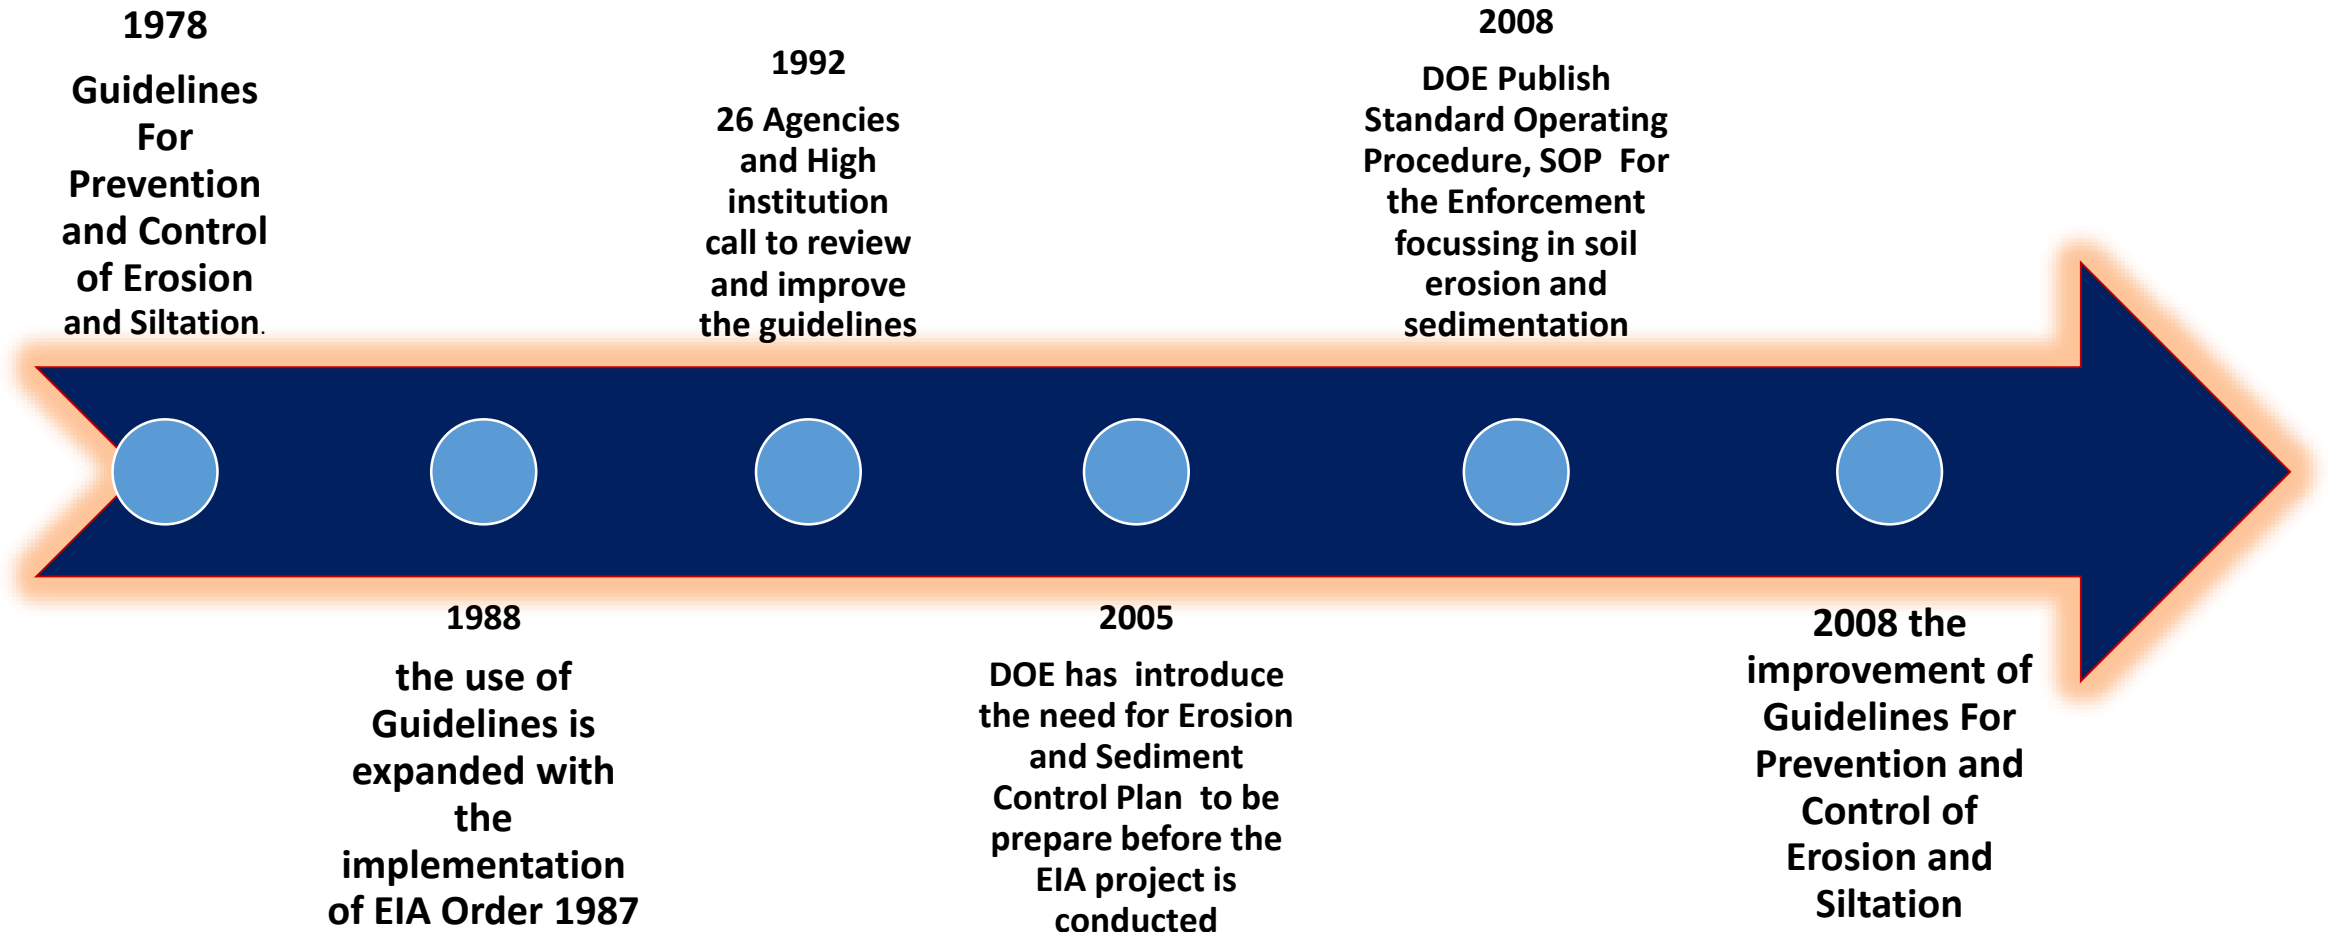 1978
Guidelines
For
Prevention
and Control
of Erosion
and Siltation.
1988
the use of
Guidelines is
expanded with
the
implementation
of EIA Order 1987
1992
26 Agencies
and High
institution
call to review
and improve
the guidelines
2005
DOE has introduce
the need for Erosion
and Sediment
Control Plan to be
prepare before the
EIA project is
conducted
2008
DOE Publish
Standard Operating
Procedure, SOP For
the Enforcement
focussing in soil
erosion and
sedimentation
2008 the
improvement of
Guidelines For
Prevention and
Control of
Erosion and
Siltation